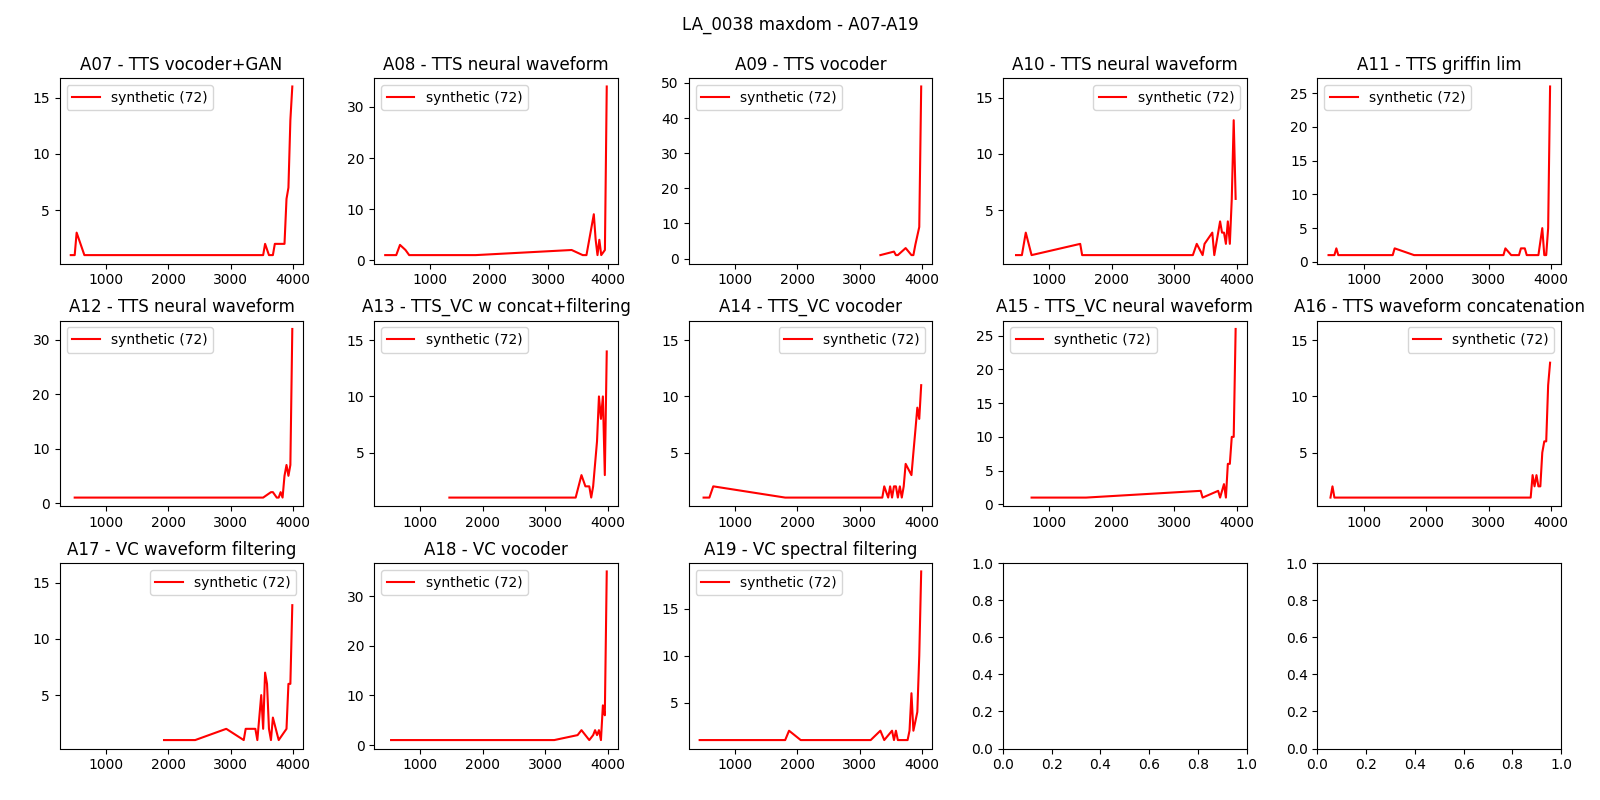 LA_0038 maxdom - A07-A19
A07 - TTS vocoder+GAN
synthetic (72)
15
10
5
1000 2000 3000 4000
A08 - TTS neural waveform
synthetic (72)
30
20
10
0
1000 2000 3000 4000
A09 - TTS vocoder
synthetic (72)
50
40
30
20
10
0
1000 2000 3000 4000
A10 - TTS neural waveform
synthetic (72)
15
10
5
1000 2000 3000 4000
A11 - TTS griffin lim
synthetic (72)
25
20
15
10
5
0
1000 2000 3000 4000
A12 - TTS neural waveform
synthetic (72)
30
20
10
0
1000 2000 3000 4000
A13 - TTS_VC w concat+filtering
synthetic (72)
15
10
5
1000 2000 3000 4000
A14 - TTS_VC vocoder
synthetic (72)
15
10
5
1000 2000 3000 4000
A15 - TTS_VC neural waveform
synthetic (72)
25
20
15
10
5
0
1000 2000 3000 4000
A16 - TTS waveform concatenation
synthetic (72)
15
10
5
1000 2000 3000 4000
A17 - VC waveform filtering
synthetic (72)
15
10
5
1000 2000 3000 4000
A18 - VC vocoder
synthetic (72)
30
20
10
0
1000 2000 3000 4000
A19 - VC spectral filtering
synthetic (72)
15
10
5
1000 2000 3000 4000
1.0
0.8
0.6
0.4
0.2
0.0
0.0 0.2 0.4 0.6 0.8 1.0
1.0
0.8
0.6
0.4
0.2
0.0
0.0 0.2 0.4 0.6 0.8 1.0